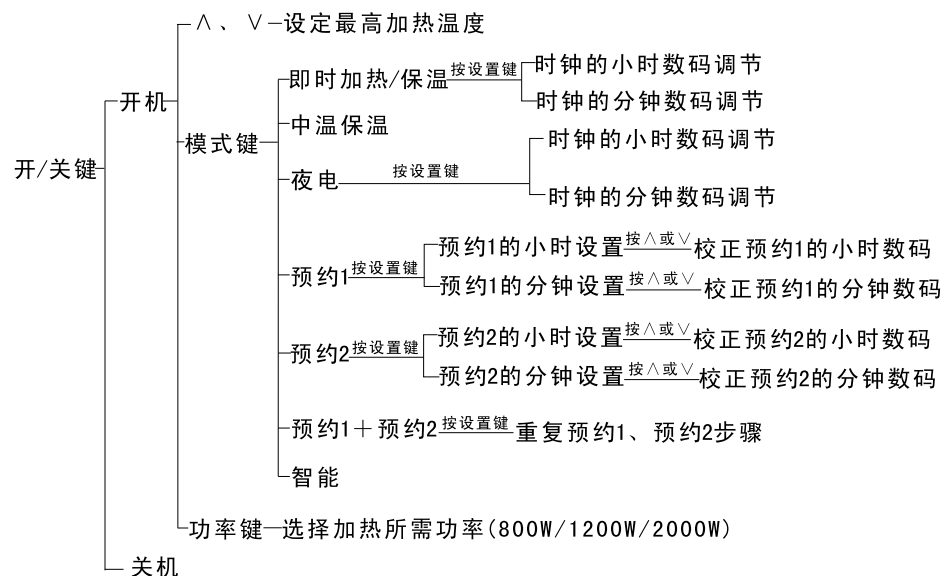 ∧、∨-设定最高加热温度
即时加热/保温 按设置键 时钟的小时数码调节
时钟的分钟数码调节
开机
中温保温
模式键
时钟的小时数码调节
开/关键
夜电 按设置键
时钟的分钟数码调节
预约1的小时设置 按∧或∨ 校正预约1的小时数码
预约1 按设置键
预约1的分钟设置 按∧或∨ 校正预约1的分钟数码
预约2的小时设置 按∧或∨ 校正预约2的小时数码
预约2 按设置键
预约2的分钟设置 按∧或∨ 校正预约2的分钟数码
预约1+预约2 按设置键 重复预约1、预约2步骤
智能
功率键 选择加热所需功率(800W/1200W/2000W)
关机